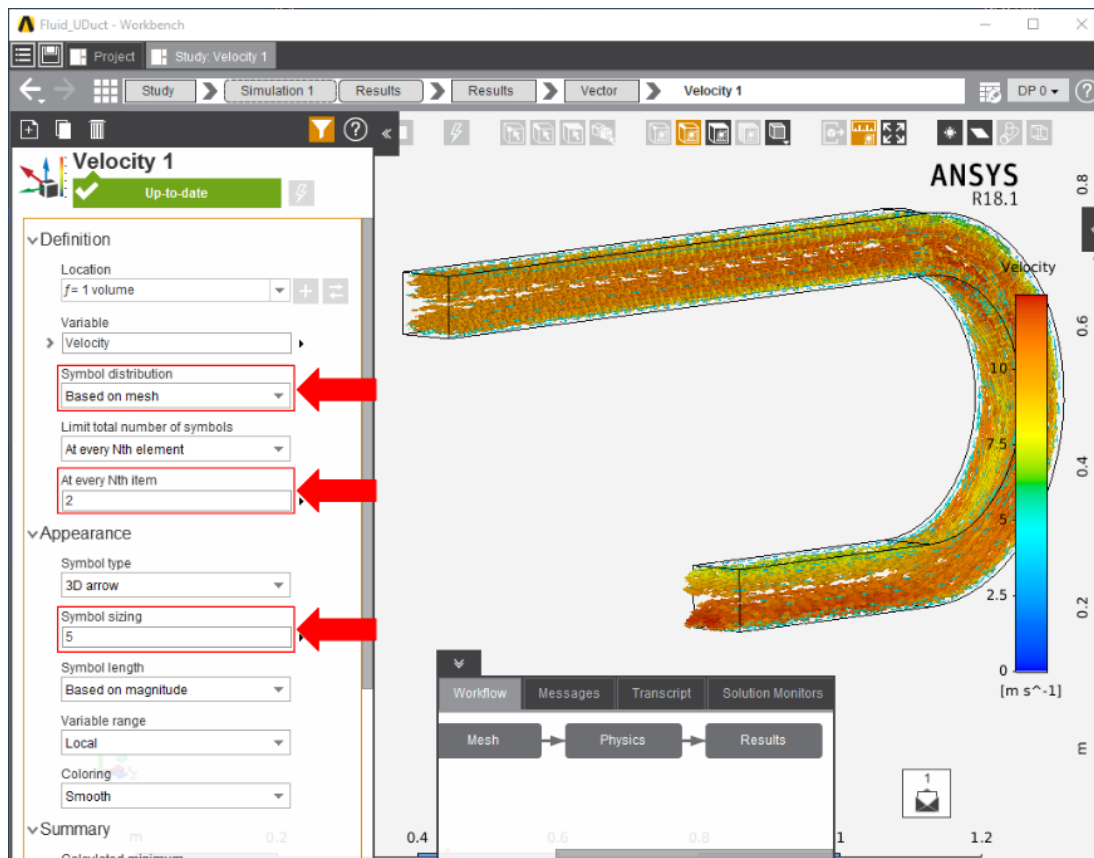 Fluid_UDuct - Workbench
Project
Study: Velocity 1
Study
Simulation 1
Results
Results
Vector
Velocity 1
DP 0
Velocity 1
Up-to-date
Definition
Location
ƒ= 1 volume
Variable
Velocity
Symbol distribution
Based on mesh
Limit total number of symbols
At every Nth element
At every Nth item
2
Appearance
Symbol type
3D arrow
Symbol sizing
5
Symbol length
Based on magnitude
Variable range
Local
Coloring
Smooth
Summary
ANSYS
R18.1
Velocity
10
7.5
5
2.5
0
[m s^-1]
0.8
0.6
0.4
0.2
m
Workflow
Messages
Transcript
Solution Monitors
Mesh
Physics
Results
1
m
0.2
0.4
0.6
0.8
1
1.2